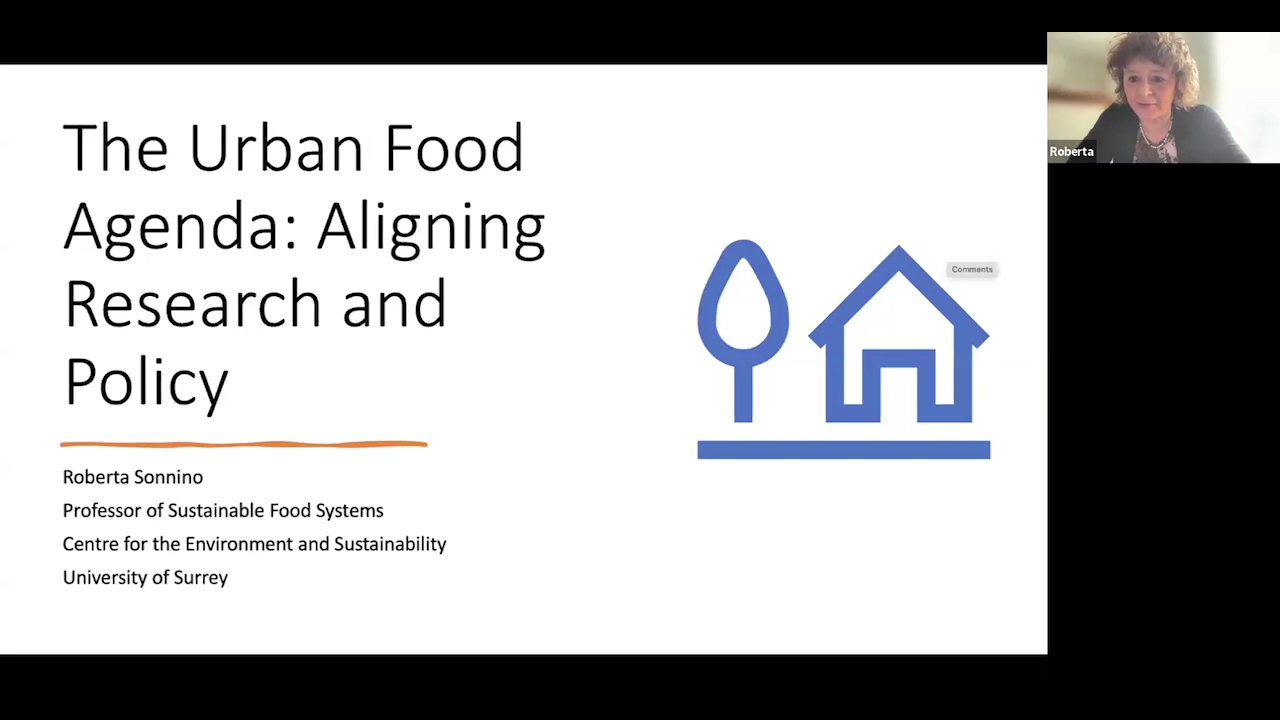 The Urban Food
Agenda: Aligning
Research and
Policy
Roberta Sonnino
Professor of Sustainable Food Systems
Centre for the Environment and Sustainability
University of Surrey
Comments
Roberta